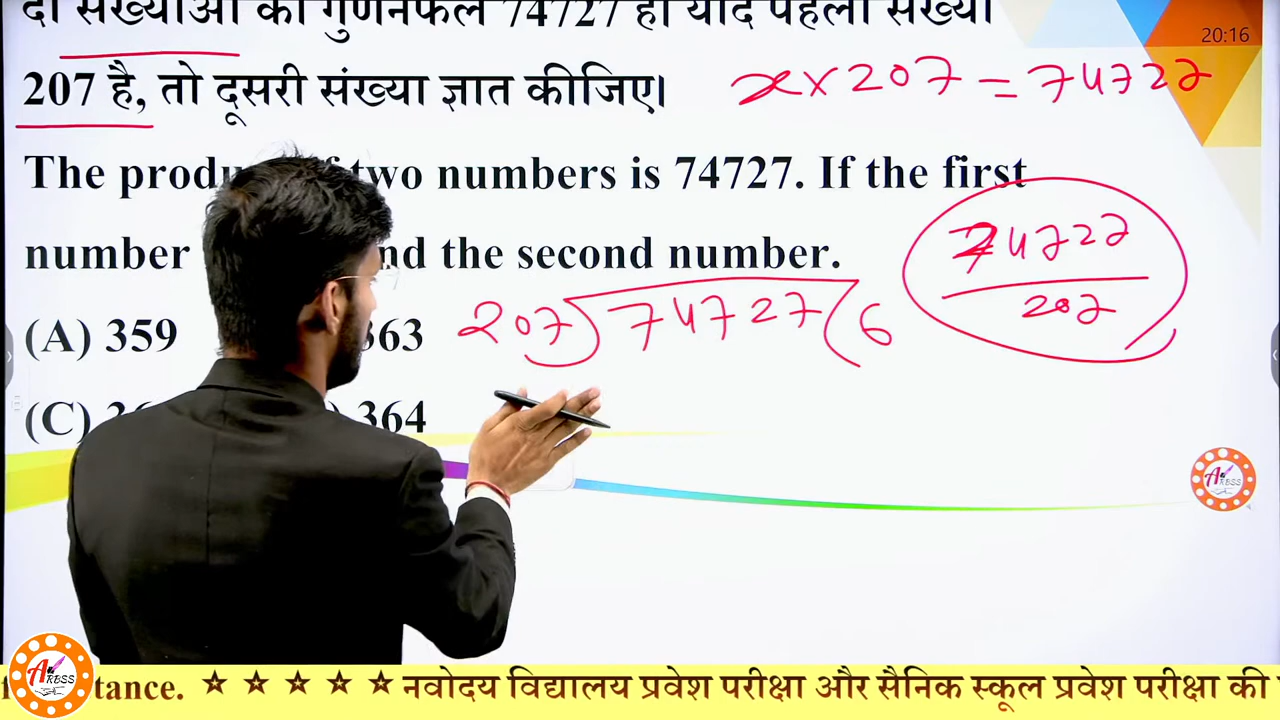 दो संख्याओं का गुणनफल 74727 हो यदि पहली संख्या
20:16
207 है, तो दूसरी संख्या ज्ञात कीजिए।
x×207 = 74727
The two numbers is 74727. If the first
number nd the second number.
74727
207
207)74727(6
(A) 359 363
(C) 364
ARBSS
ARBSS
tance. ☆ ☆ ☆ ☆ ☆ नवोदय विद्यालय प्रवेश परीक्षा और सैनिक स्कूल प्रवेश परीक्षा की